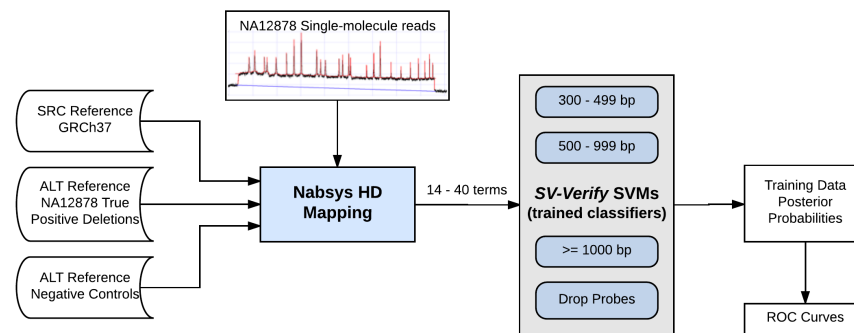 NA12878 Single-molecule reads
SRC Reference
GRCh37
ALT Reference
NA12878 True
Positive Deletions
ALT Reference
Negative Controls
Nabsys HD
Mapping
14 - 40 terms
300 - 499 bp
500 - 999 bp
SV-Verify SVMs
(trained classifiers)
>= 1000 bp
Drop Probes
Training Data
Posterior
Probabilities
ROC Curves